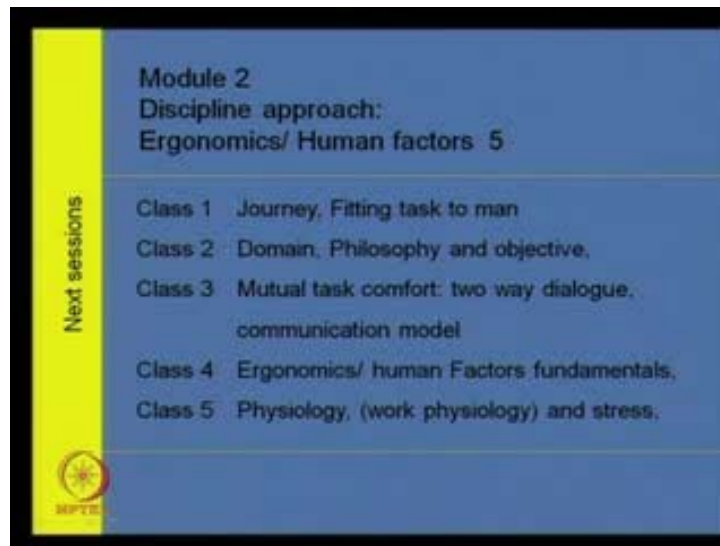 Module 2
Discipline approach:
Ergonomics/ Human factors 5
Next sessions
Class 1 Journey, Fitting task to man
Class 2 Domain, Philosophy and objective,
Class 3 Mutual task comfort: two way dialogue,
communication model
Class 4 Ergonomics/ human Factors fundamentals,
Class 5 Physiology, (work physiology) and stress.
NPTEL